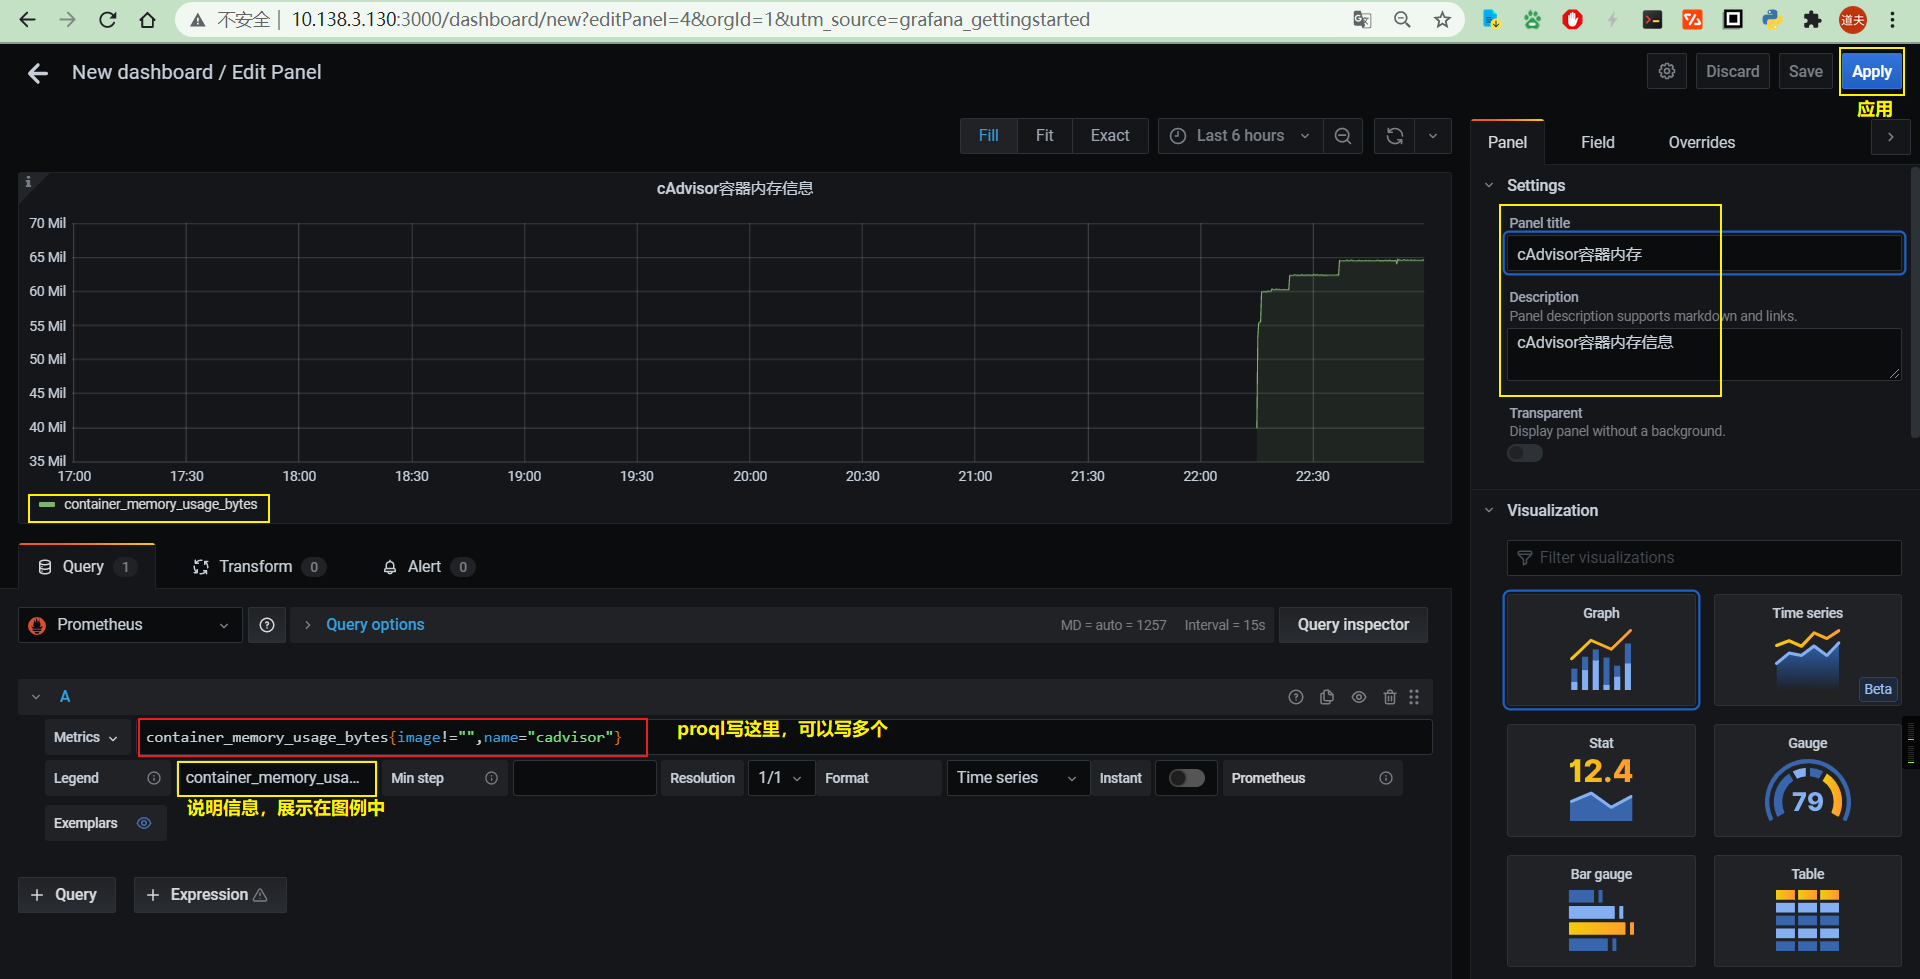 不安全 | 10.138.3.130:3000/dashboard/new?editPanel=4&orgId=1&utm_source=grafana_gettingstarted
道夫
New dashboard / Edit Panel
Discard
Save
Apply
应用
Fill
Fit
Exact
Last 6 hours
Panel
Field
Overrides
cAdvisor容器内存信息
70 Mil
65 Mil
60 Mil
55 Mil
50 Mil
45 Mil
40 Mil
35 Mil
17:00
17:30
18:00
18:30
19:00
19:30
20:00
20:30
21:00
21:30
22:00
22:30
container_memory_usage_bytes
Settings
Panel title
cAdvisor容器内存
Description
Panel description supports markdown and links.
cAdvisor容器内存信息
Transparent
Display panel without a background.
Visualization
Filter visualizations
Graph
Time series
Beta
Stat
12.4
Gauge
79
Bar gauge
Table
Query 1
Transform 0
Alert 0
Prometheus
Query options
MD = auto = 1257
Interval = 15s
Query inspector
A
Metrics
container_memory_usage_bytes{image!="",name="cadvisor"}
proql写这里，可以写多个
Legend
container_memory_usa...
Min step
Resolution
1/1
Format
Time series
Instant
Prometheus
说明信息，展示在图例中
Exemplars
+ Query
+ Expression